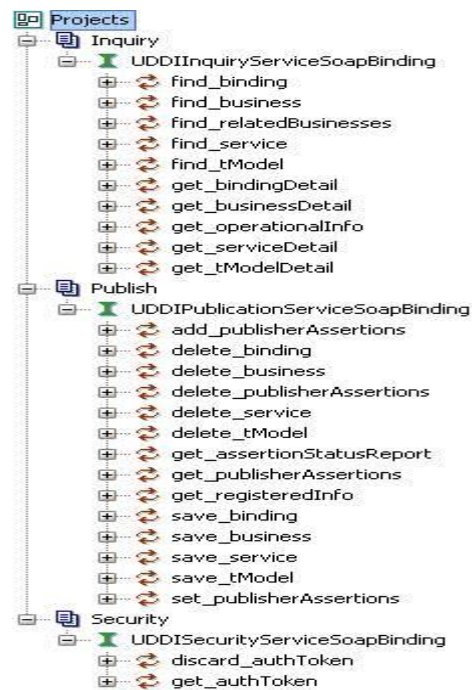 Projects
Inquiry
UDDIInquiryServiceSoapBinding
find_binding
find_business
find_relatedBusinesses
find_service
find_tModel
get_bindingDetail
get_businessDetail
get_operationalInfo
get_serviceDetail
get_tModelDetail
Publish
UDDIPublicationServiceSoapBinding
add_publisherAssertions
delete_binding
delete_business
delete_publisherAssertions
delete_service
delete_tModel
get_assertionStatusReport
get_publisherAssertions
get_registeredInfo
save_binding
save_business
save_service
save_tModel
set_publisherAssertions
Security
UDDISecurityServiceSoapBinding
discard_authToken
get_authToken